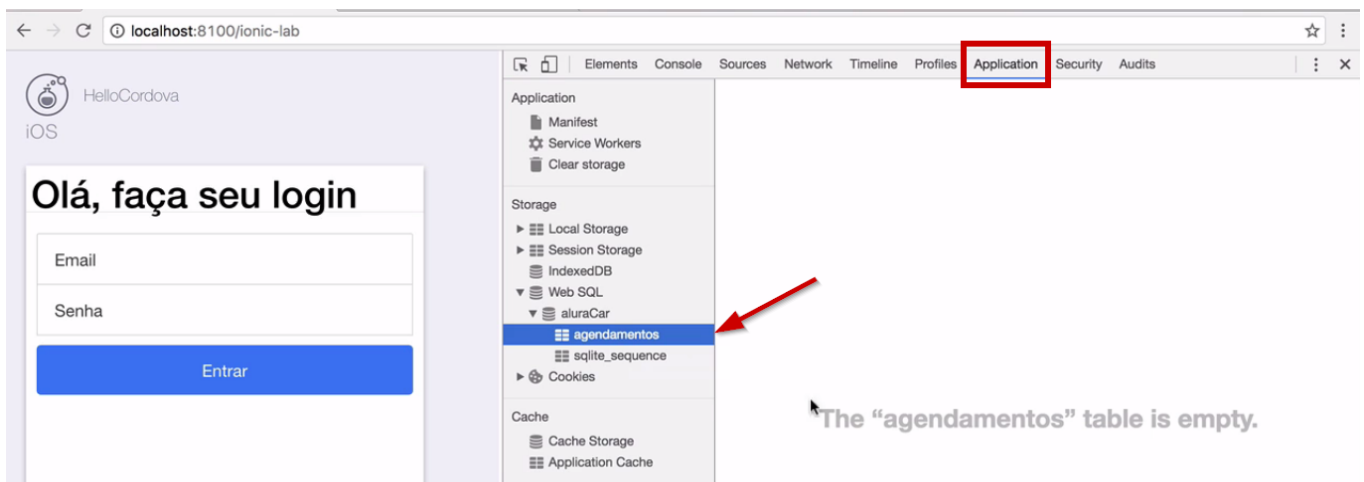 localhost:8100/ionic-lab
HelloCordova
iOS
Olá, faça seu login
Email
Senha
Entrar
Elements Console Sources Network Timeline Profiles Application Security Audits
Application
Manifest
Service Workers
Clear storage
Storage
Local Storage
Session Storage
IndexedDB
Web SQL
aluraCar
agendamentos
sqlite_sequence
Cookies
Cache
Cache Storage
Application Cache
The “agendamentos” table is empty.